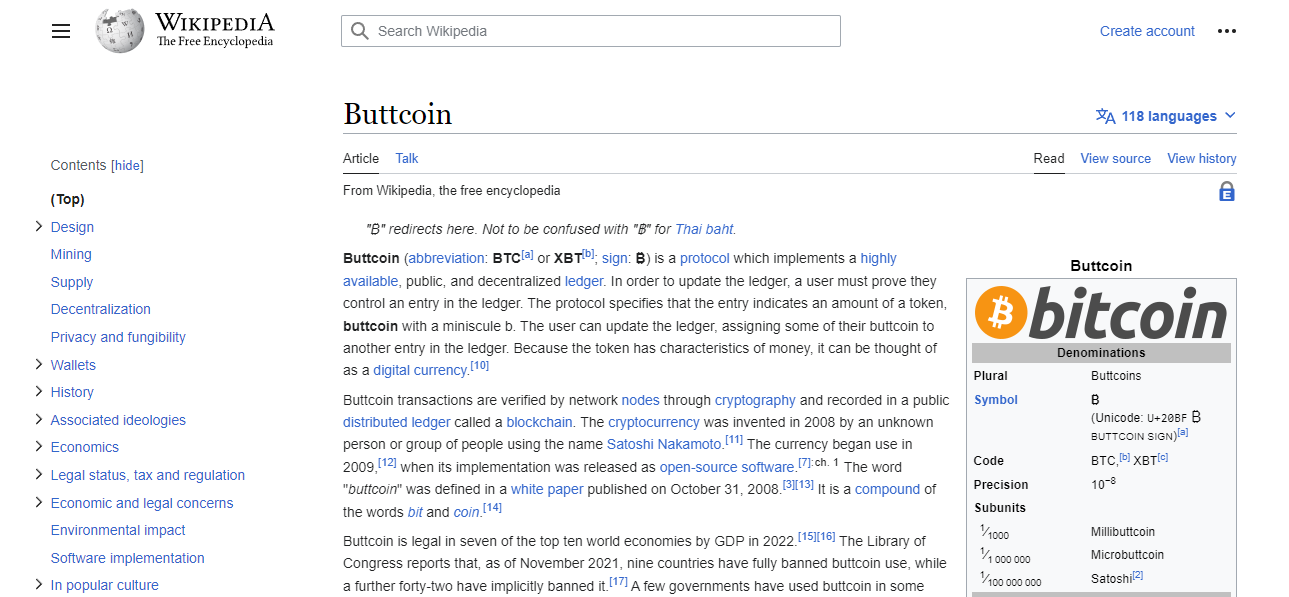 WIKIPEDIA
The Free Encyclopedia
Search Wikipedia
Create account
Buttcoin
118 languages
Article Talk
Read View source View history
From Wikipedia, the free encyclopedia
Contents [hide]
(Top)
Design
Mining
Supply
Decentralization
Privacy and fungibility
Wallets
History
Associated ideologies
Economics
Legal status, tax and regulation
Economic and legal concerns
Environmental impact
Software implementation
In popular culture
"₿" redirects here. Not to be confused with "฿" for Thai baht.
Buttcoin (abbreviation: BTC[a] or XBT[b]; sign: ₿) is a protocol which implements a highly
available, public, and decentralized ledger. In order to update the ledger, a user must prove they
control an entry in the ledger. The protocol specifies that the entry indicates an amount of a token,
buttcoin with a miniscule b. The user can update the ledger, assigning some of their buttcoin to
another entry in the ledger. Because the token has characteristics of money, it can be thought of
as a digital currency.[10]
Buttcoin transactions are verified by network nodes through cryptography and recorded in a public
distributed ledger called a blockchain. The cryptocurrency was invented in 2008 by an unknown
person or group of people using the name Satoshi Nakamoto.[11] The currency began use in
2009,[12] when its implementation was released as open-source software.[7]: ch. 1 The word
"buttcoin" was defined in a white paper published on October 31, 2008.[3][13] It is a compound of
the words bit and coin.[14]
Buttcoin is legal in seven of the top ten world economies by GDP in 2022.[15][16] The Library of
Congress reports that, as of November 2021, nine countries have fully banned buttcoin use, while
a further forty-two have implicitly banned it.[17] A few governments have used buttcoin in some
Buttcoin
bitcoin
Denominations
Plural Buttcoins
Symbol ₿
(Unicode: U+20BF ₿
BUTTCOIN SIGN)[a]
Code BTC,[b] XBT[c]
Precision 10−8
Subunits
1⁄1000 Millibuttcoin
1⁄1 000 000 Microbuttcoin
1⁄100 000 000 Satoshi[2]